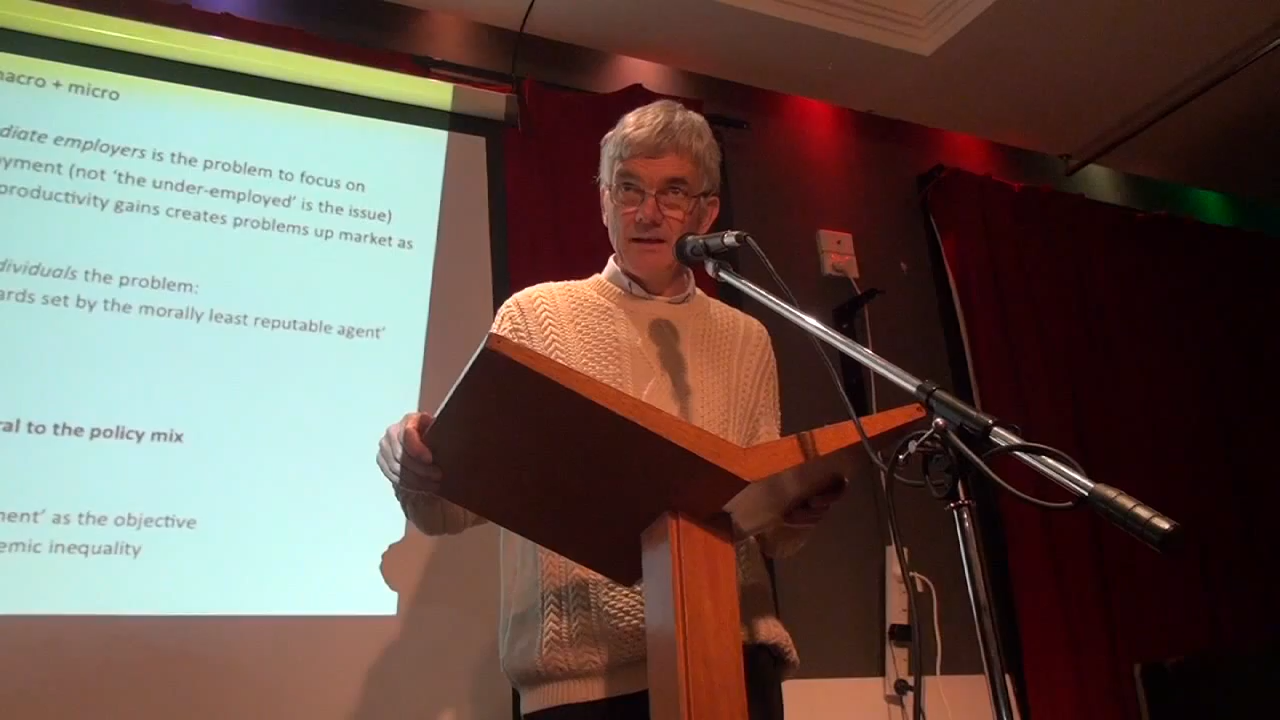 macro + micro
diate employers is the problem to focus on
oyment (not 'the under-employed' is the issue)
productivity gains creates problems up market as
dividuals the problem:
ards set by the morally least reputable agent'
ral to the policy mix
ment' as the objective
emic inequality